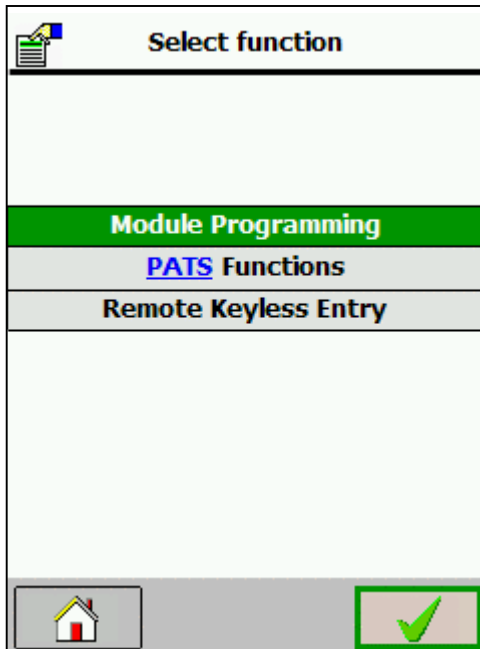 Select function
Module Programming
PATS Functions
Remote Keyless Entry